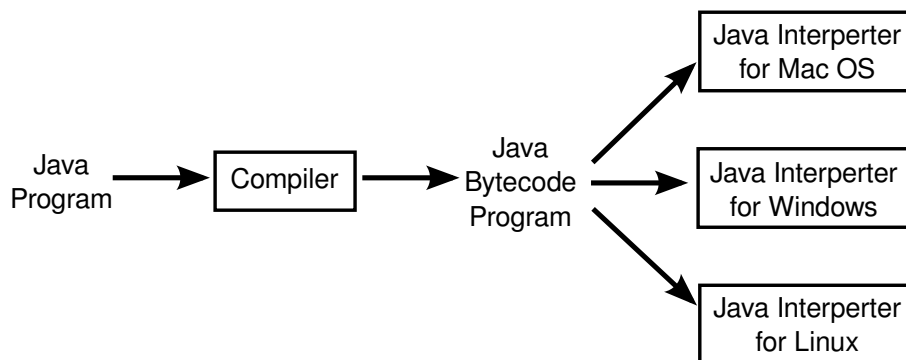 Java
Program
Compiler
Java
Bytecode
Program
Java Interperter
for Mac OS
Java Interperter
for Windows
Java Interperter
for Linux